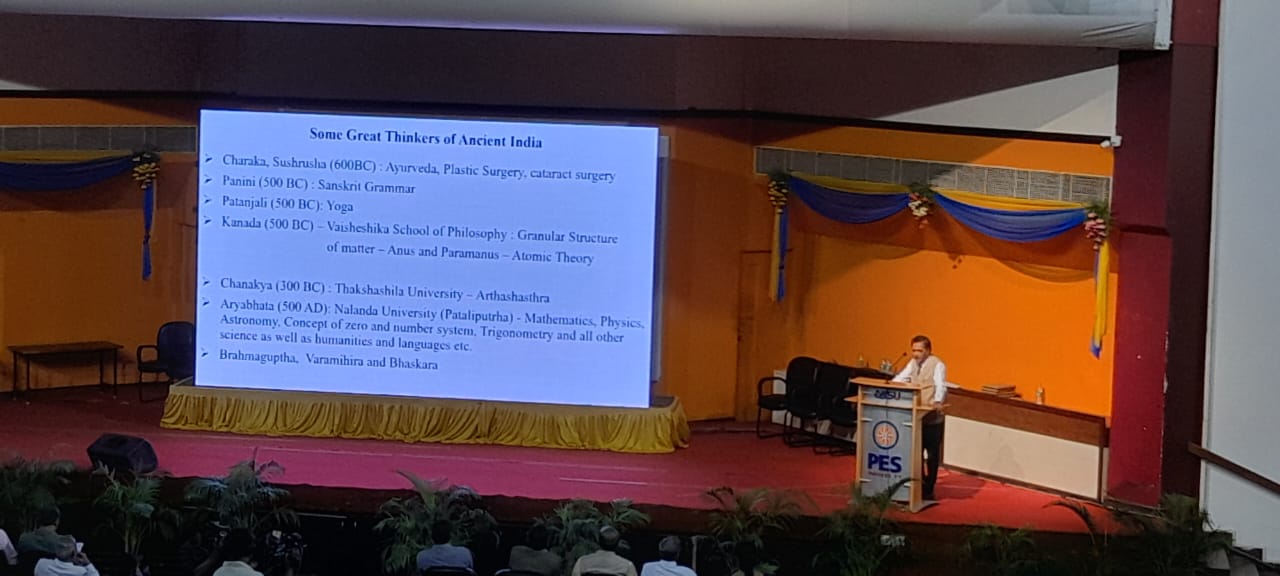 Some Great Thinkers of Ancient India
➢ Charaka, Sushrusha (600BC) : Ayurveda, Plastic Surgery, cataract surgery
➢ Panini (500 BC) : Sanskrit Grammar
➢ Patanjali (500 BC): Yoga
➢ Kanada (500 BC) – Vaisheshika School of Philosophy : Granular Structure
of matter – Anus and Paramanus – Atomic Theory
➢ Chanakya (300 BC) : Thakshashila University – Arthashasthra
➢ Aryabhata (500 AD): Nalanda University (Pataliputrha) - Mathematics, Physics,
Astronomy, Concept of zero and number system, Trigonometry and all other
science as well as humanities and languages etc.
➢ Brahmaguptha, Varamihira and Bhaskara
PES